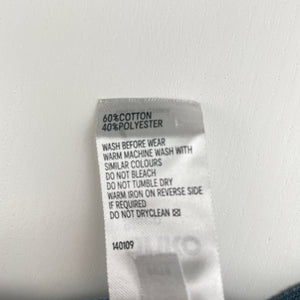 60%COTTON
40%POLYESTER
WASH BEFORE WEAR
WARM MACHINE WASH WITH
SIMILAR COLOURS
DO NOT BLEACH
DO NOT TUMBLE DRY
WARM IRON ON REVERSE SIDE
IF REQUIRED
DO NOT DRYCLEAN
140109